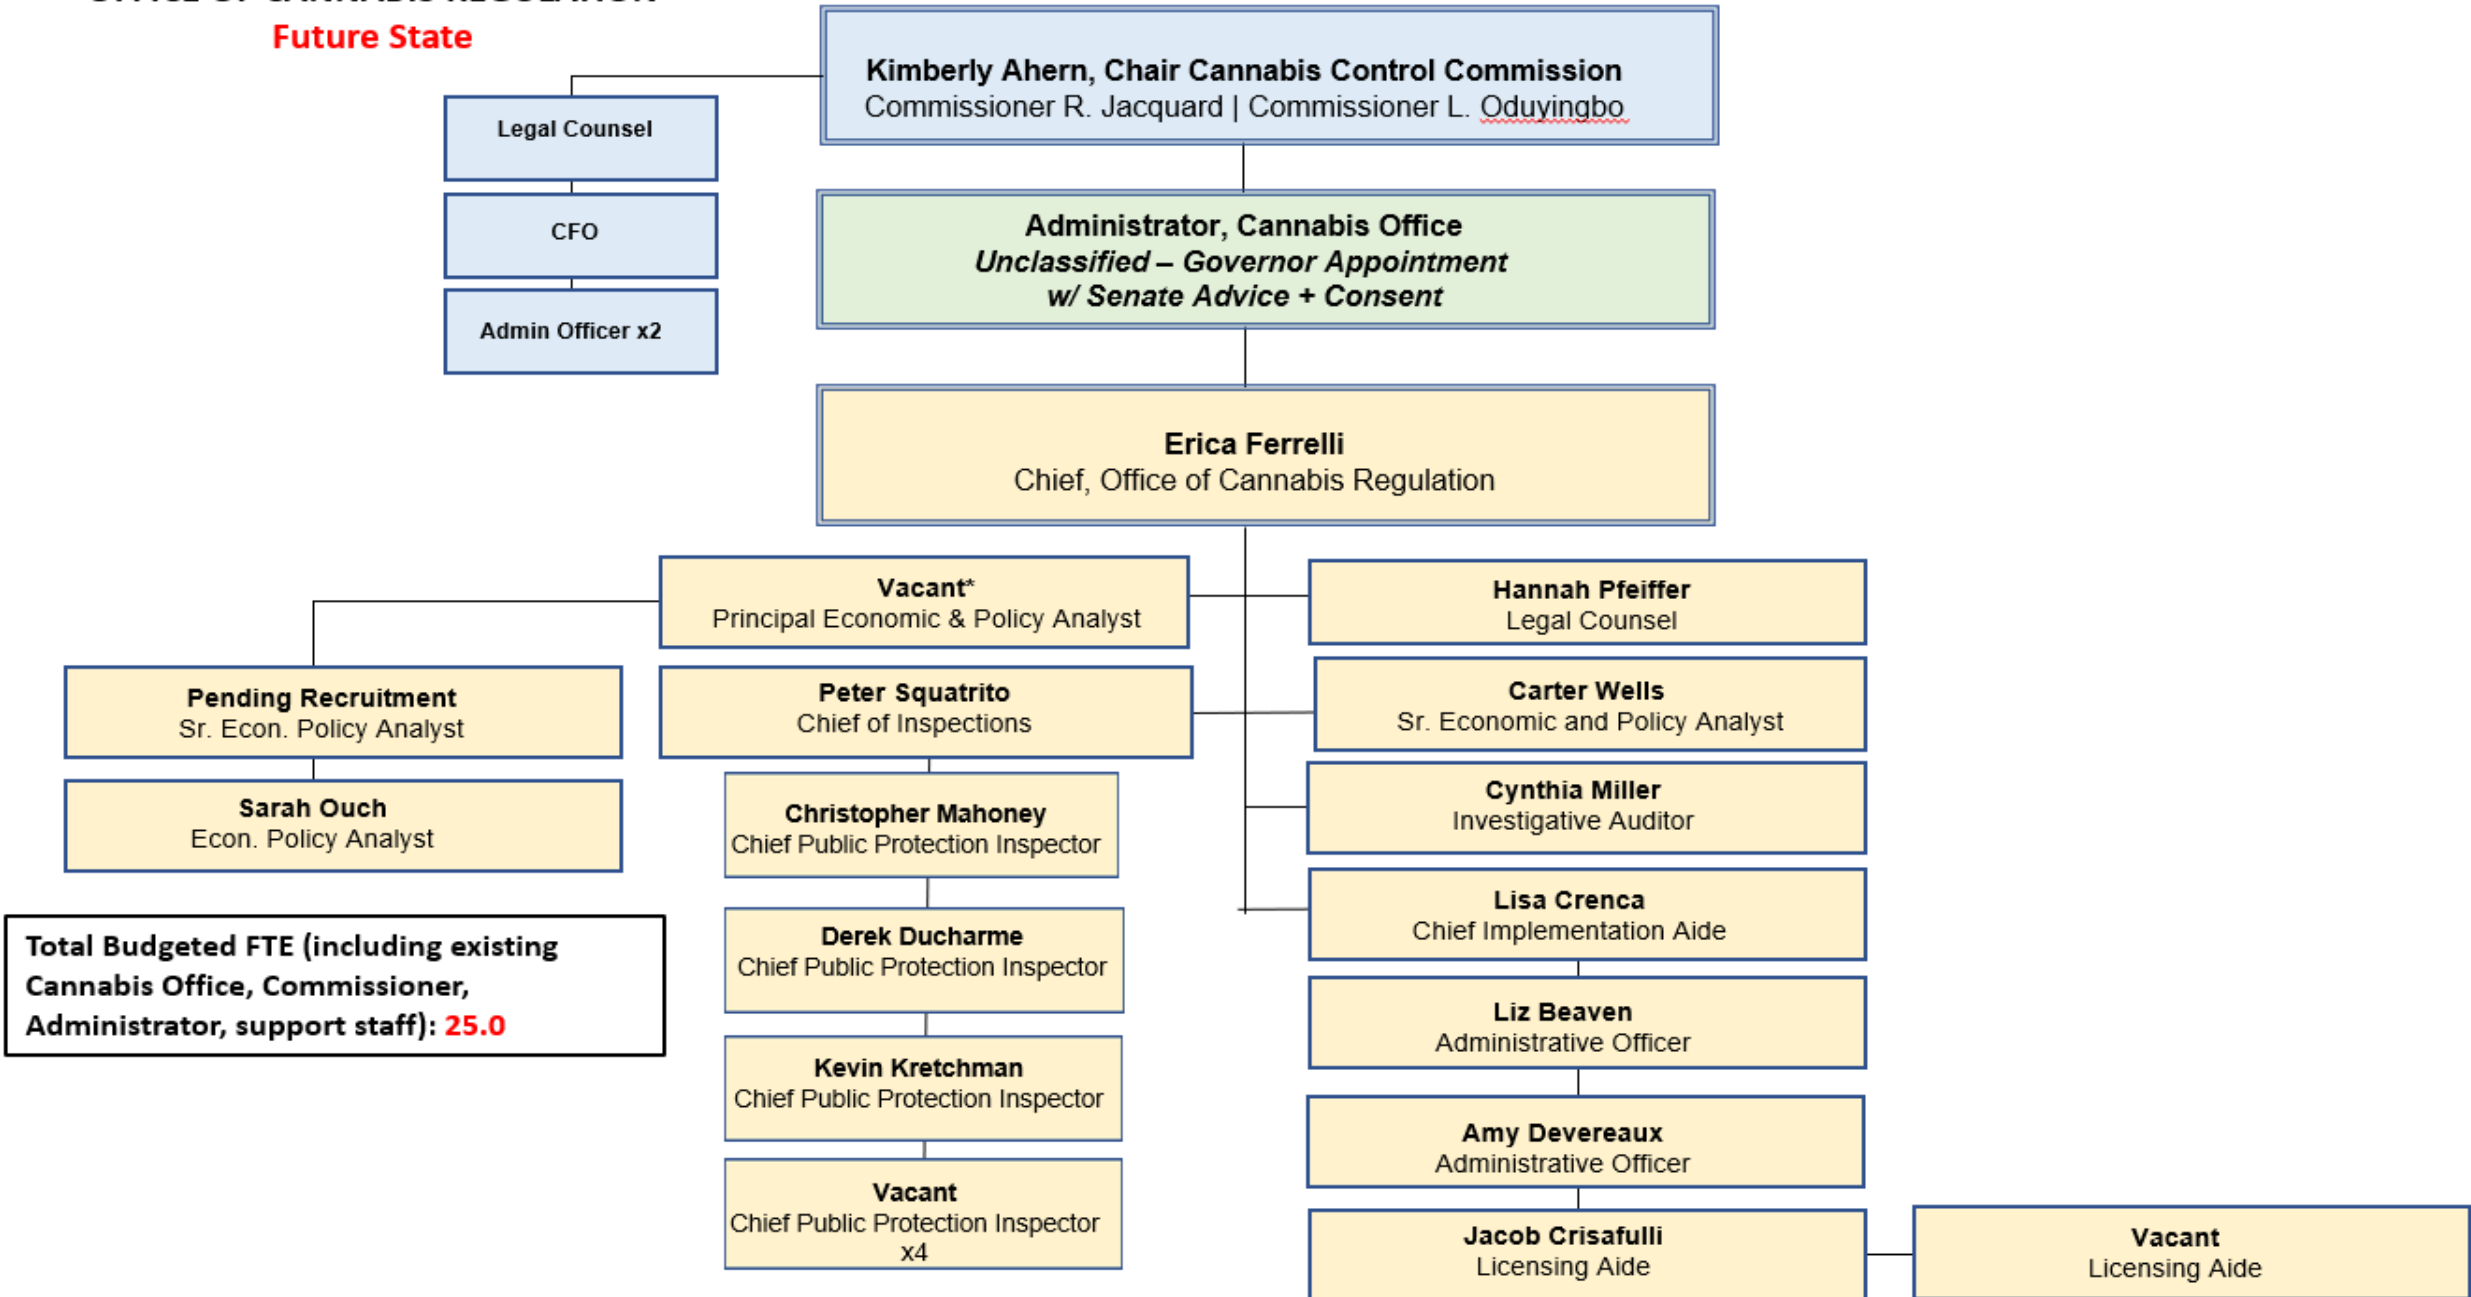 OFFICE OF CANNABIS REGULATION
Future State
Kimberly Ahern, Chair Cannabis Control Commission
Commissioner R. Jacquard | Commissioner L. Oduyingbo
Legal Counsel
CFO
Admin Officer x2
Administrator, Cannabis Office
Unclassified – Governor Appointment
w/ Senate Advice + Consent
Erica Ferrelli
Chief, Office of Cannabis Regulation
Vacant*
Principal Economic & Policy Analyst
Hannah Pfeiffer
Legal Counsel
Pending Recruitment
Sr. Econ. Policy Analyst
Sarah Ouch
Econ. Policy Analyst
Peter Squatrito
Chief of Inspections
Christopher Mahoney
Chief Public Protection Inspector
Derek Ducharme
Chief Public Protection Inspector
Kevin Kretchman
Chief Public Protection Inspector
Vacant
Chief Public Protection Inspector
x4
Carter Wells
Sr. Economic and Policy Analyst
Cynthia Miller
Investigative Auditor
Lisa Crenca
Chief Implementation Aide
Liz Beaven
Administrative Officer
Amy Devereaux
Administrative Officer
Jacob Crisafulli
Licensing Aide
Vacant
Licensing Aide
Total Budgeted FTE (including existing
Cannabis Office, Commissioner,
Administrator, support staff): 25.0